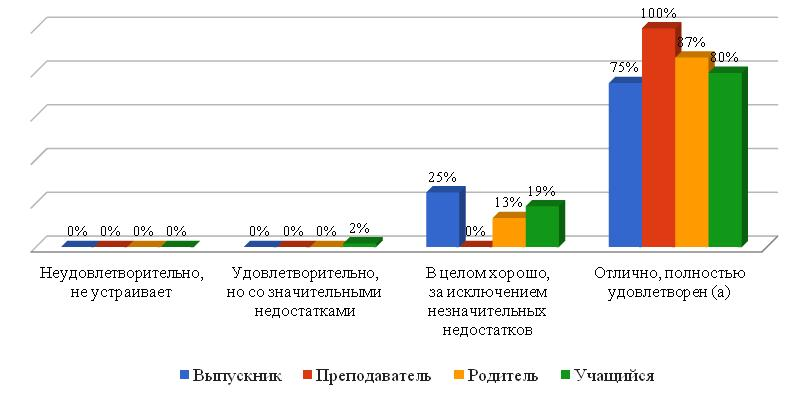 100%
87%
75%
80%
25%
0%
13%
19%
0%
0%
0%
0%
0%
0%
0%
2%
Неудовлетворительно,
не устраивает
Удовлетворительно,
но со значительными
недостатками
В целом хорошо,
за исключением
незначительных
недостатков
Отлично, полностью
удовлетворен (а)
Выпускник Преподаватель Родитель Учащийся